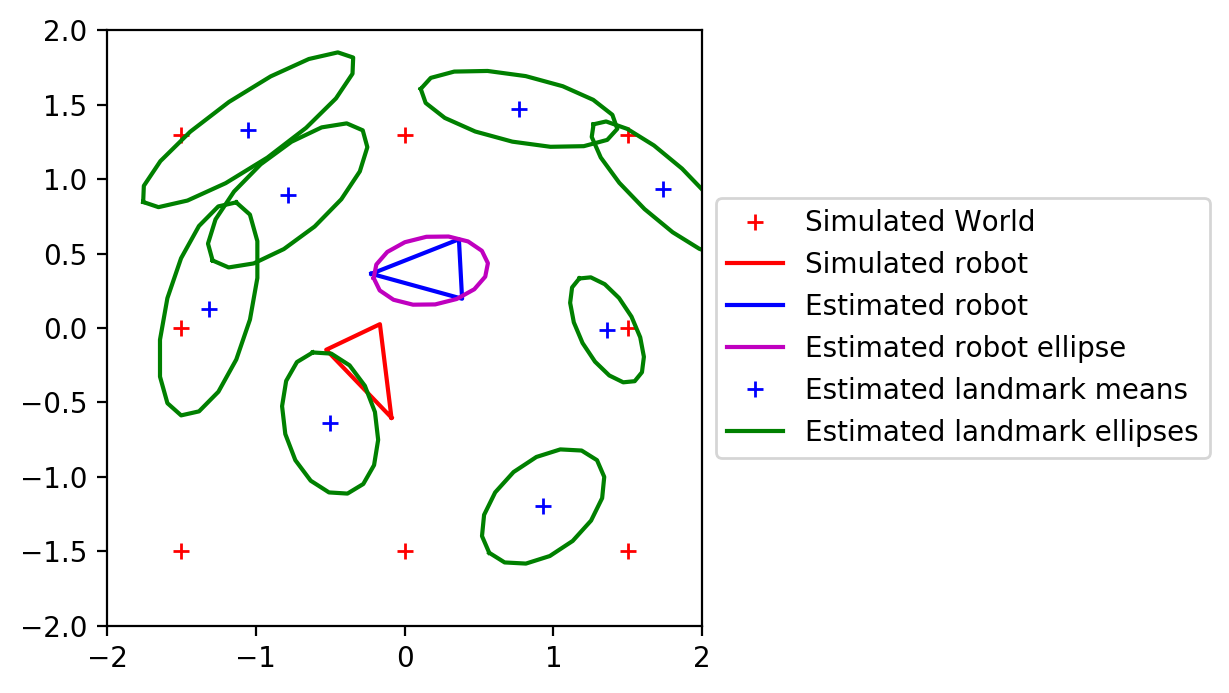 2.0
1.5
1.0
0.5
0.0
−0.5
−1.0
−1.5
−2.0
−2
−1
0
1
2
Simulated World
Simulated robot
Estimated robot
Estimated robot ellipse
Estimated landmark means
Estimated landmark ellipses